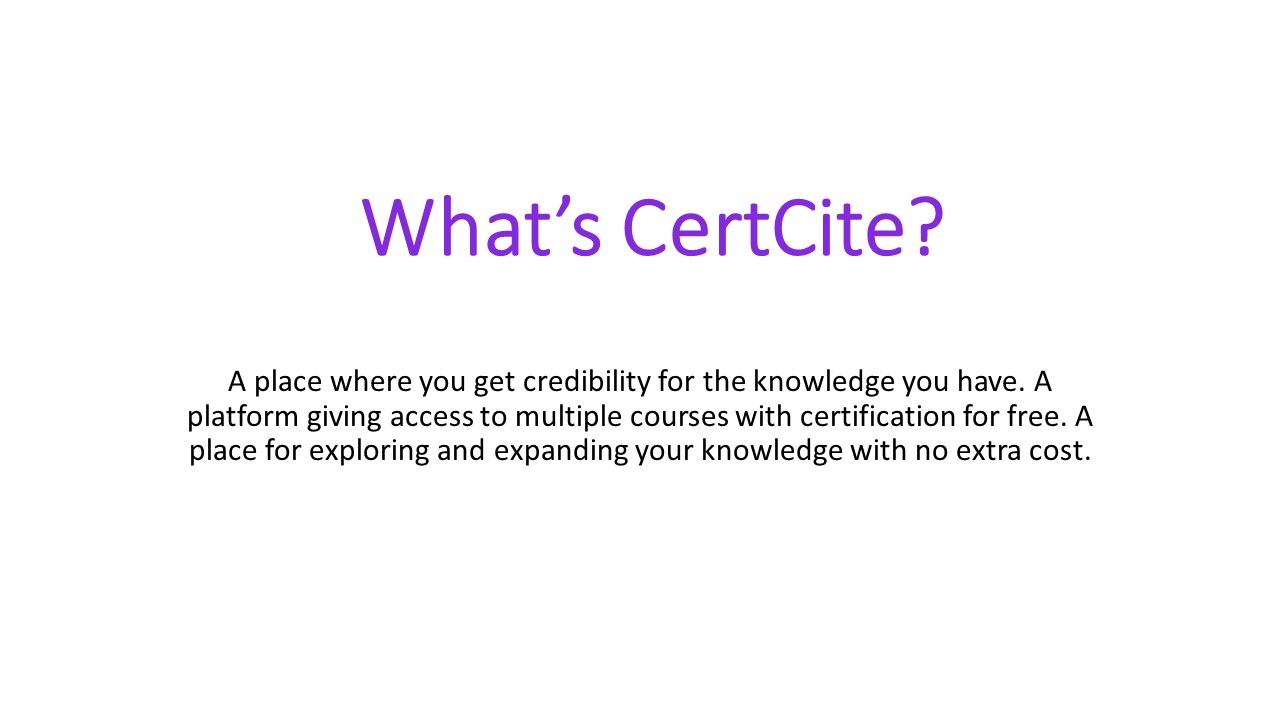 What’s CertCite?
A place where you get credibility for the knowledge you have. A
platform giving access to multiple courses with certification for free. A
place for exploring and expanding your knowledge with no extra cost.